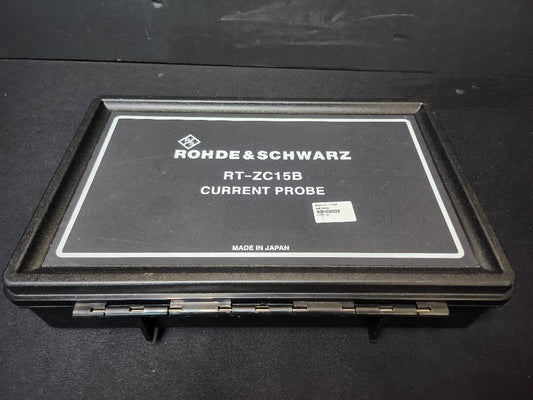 ROHDE&SCHWARZ
RT-ZC15B
CURRENT PROBE
MADE IN JAPAN